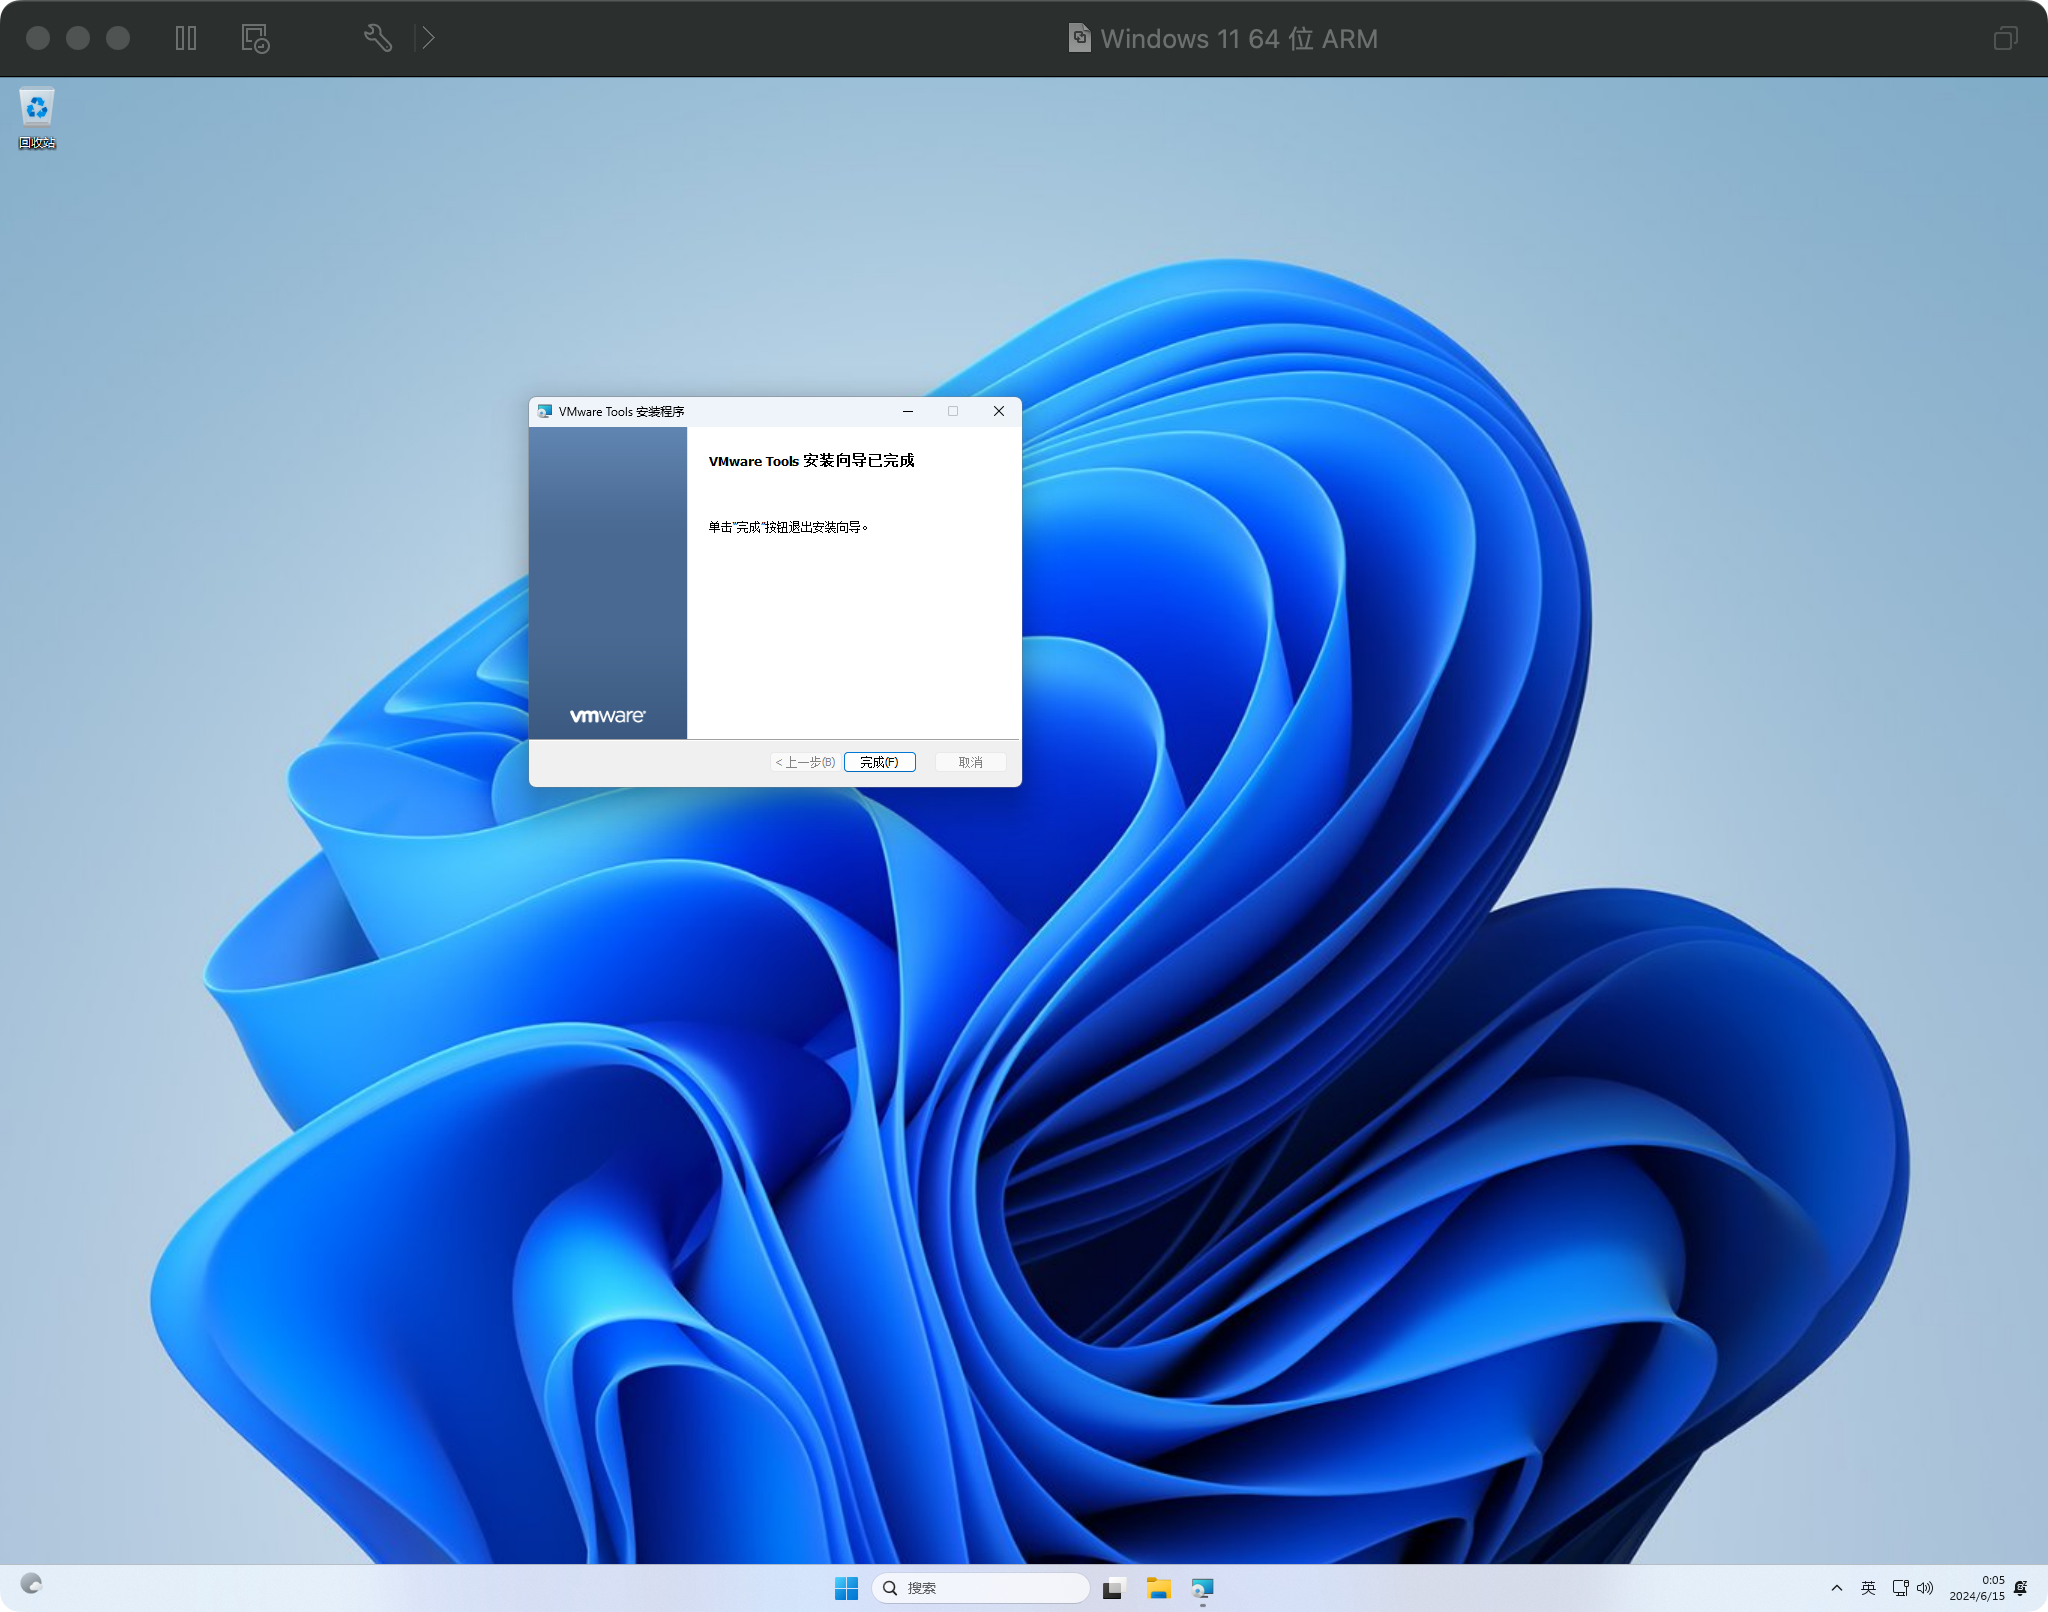 Windows 11 64 位 ARM
回收站
VMware Tools 安装程序
VMware Tools 安装向导已完成
单击"完成"按钮退出安装向导。
vmware®
< 上一步(B)
完成(F)
取消
搜索
英
0:05
2024/6/15